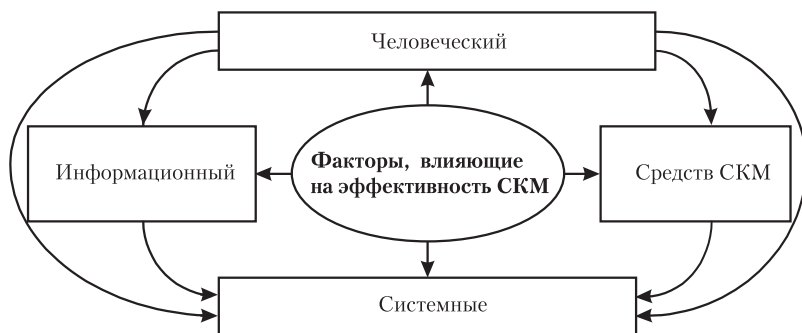 Человеческий
Информационный
Факторы, влияющие
на эффективность СКМ
Средств СКМ
Системные